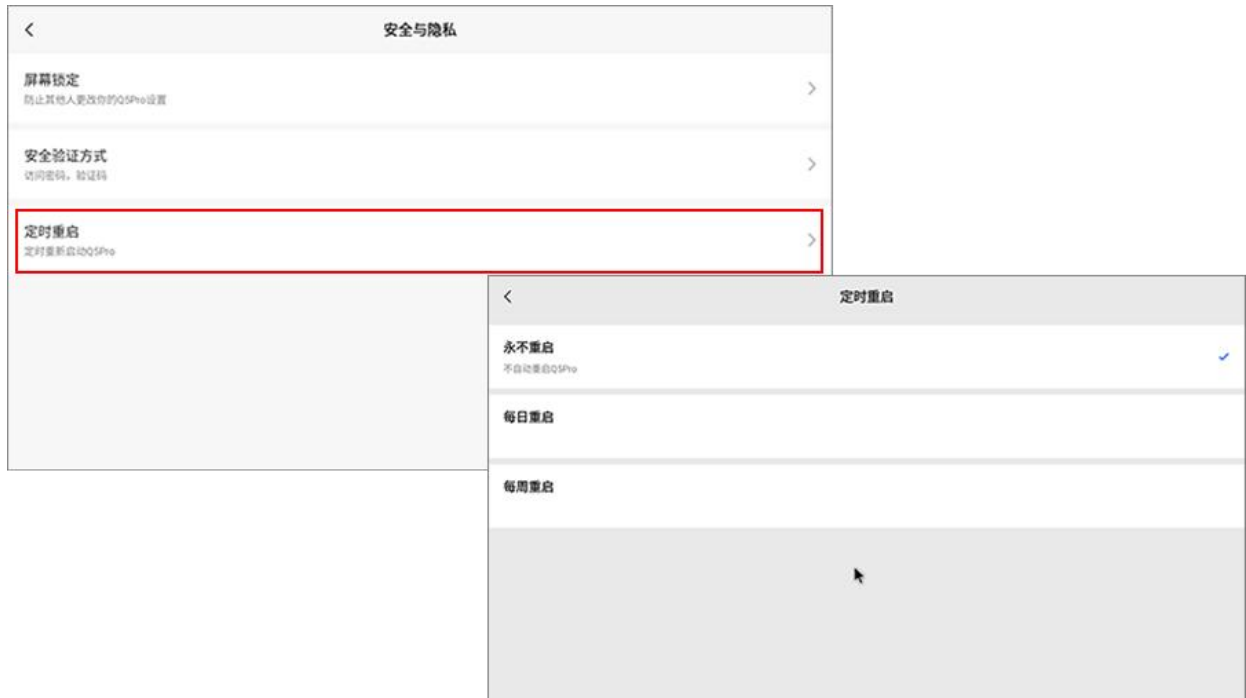 安全与隐私
屏幕锁定
防止其他人更改你的Q5Pro设置
安全验证方式
访问密码，验证码
定时重启
定时重新启动Q5Pro
定时重启
永不重启
不自动重启Q5Pro
每日重启
每周重启